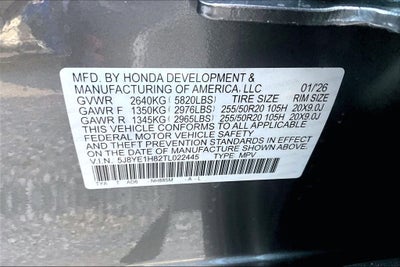 MFD. BY HONDA DEVELOPMENT &
MANUFACTURING OF AMERICA, LLC 01/26
GVWR 2640KG (5820LBS) TIRE SIZE RIM SIZE
GAWR F 1350KG (2976LBS) 255/50R20 105H 20X9.0J
GAWR R 1345KG (2965LBS) 255/50R20 105H 20X9.0J
THIS VEHICLE CONFORMS TO ALL APPLICABLE
FEDERAL MOTOR VEHICLE SAFETY AND
THEFT PREVENTION STANDARDS IN EFFECT ON
THE DATE OF MANUFACTURE SHOWN ABOVE.
V.I.N. 5J8YE1H82TL022445 TYPE: MPV
T AO6 NH885M -A -L